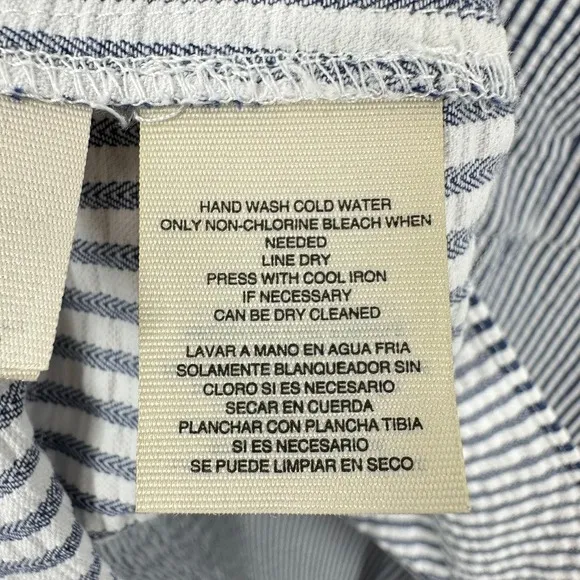 HAND WASH COLD WATER
ONLY NON-CHLORINE BLEACH WHEN
NEEDED
LINE DRY
PRESS WITH COOL IRON
IF NECESSARY
CAN BE DRY CLEANED
LAVAR A MANO EN AGUA FRIA
SOLAMENTE BLANQUEADOR SIN
CLORO SI ES NECESARIO
SECAR EN CUERDA
PLANCHAR CON PLANCHA TIBIA
SI ES NECESARIO
SE PUEDE LIMPIAR EN SECO